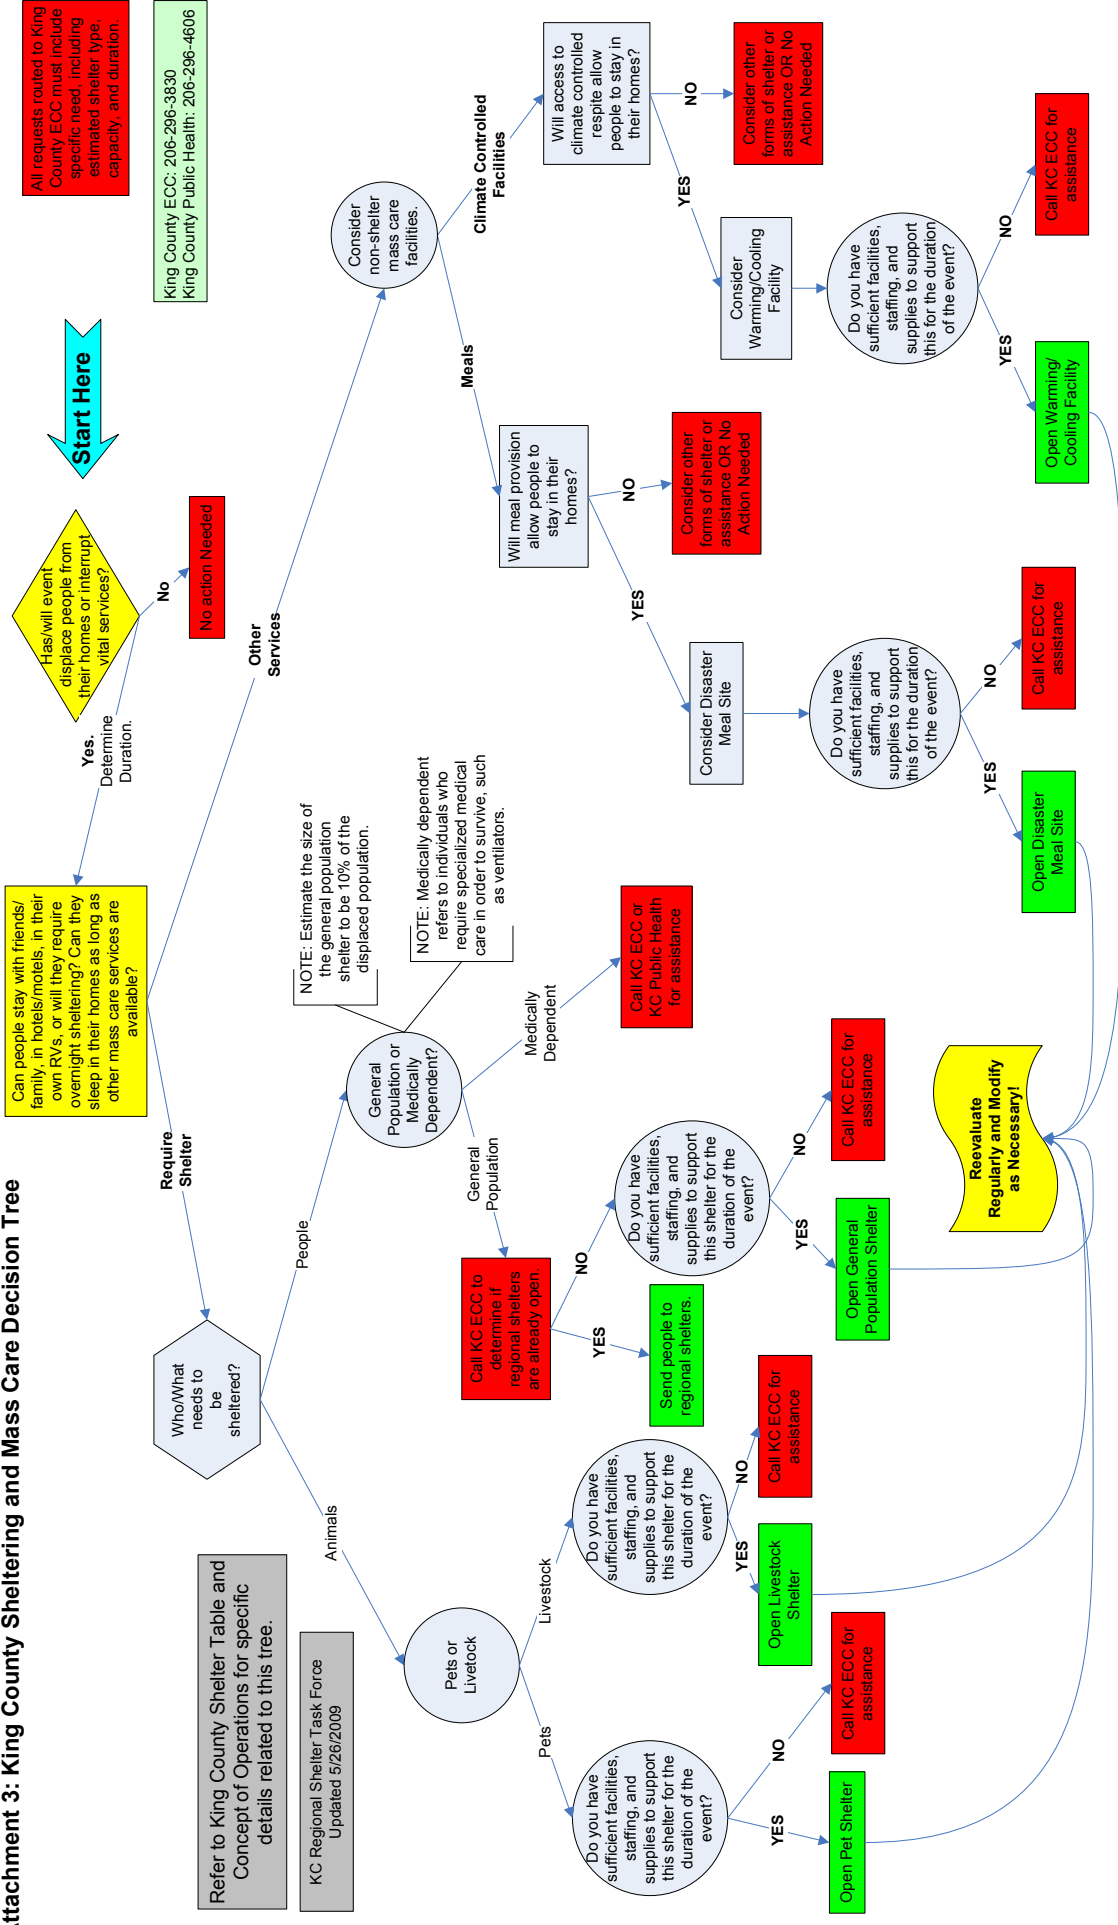 ttachment 3: King County Sheltering and Mass Care Decision Tree
Refer to King County Shelter Table and
Concept of Operations for specific
details related to this tree.
KC Regional Shelter Task Force
Updated 5/26/2009
Start Here
All requests routed to King
County ECC must include
specific need, including
estimated shelter type,
capacity, and duration.
King County ECC: 206-296-3830
King County Public Health: 206-296-4606
Has/will event
displace people from
their homes or interrupt
vital services?
No
No action Needed
Yes.
Determine
Duration.
Can people stay with friends/
family, in hotels/motels, in their
own RVs, or will they require
overnight sheltering? Can they
sleep in their homes as long as
other mass care services are
available?
Require
Shelter
Other
Services
Who/What
needs to
be
sheltered?
Animals
People
Pets or
Livetock
Pets
Livestock
Do you have
sufficient facilities,
staffing, and
supplies to support
this shelter for the
duration of the
event?
YES
NO
Open Pet Shelter
Call KC ECC for
assistance
Do you have
sufficient facilities,
staffing, and
supplies to support
this shelter for the
duration of the
event?
YES
NO
Open Livestock
Shelter
Call KC ECC for
assistance
General
Population or
Medically
Dependent?
NOTE: Estimate the size of
the general population
shelter to be 10% of the
displaced population.
NOTE: Medically dependent
refers to individuals who
require specialized medical
care in order to survive, such
as ventilators.
General
Population
Medically
Dependent
Call KC ECC to
determine if
regional shelters
are already open.
Call KC ECC or
KC Public Health
for assistance
YES
NO
Send people to
regional shelters.
Do you have
sufficient facilities,
staffing, and
supplies to support
this shelter for the
duration of the
event?
YES
NO
Open General
Population Shelter
Call KC ECC for
assistance
Consider
non-shelter
mass care
facilities.
Meals
Climate Controlled
Facilities
Will meal provision
allow people to
stay in their
homes?
YES
NO
Consider Disaster
Meal Site
Consider other
forms of shelter or
assistance OR No
Action Needed
Do you have
sufficient facilities,
staffing, and
supplies to support
this for the duration
of the event?
YES
NO
Open Disaster
Meal Site
Call KC ECC for
assistance
Will access to
climate controlled
respite allow
people to stay in
their homes?
YES
NO
Consider
Warming/Cooling
Facility
Consider other
forms of shelter or
assistance OR No
Action Needed
Do you have
sufficient facilities,
staffing, and
supplies to support
this for the duration
of the event?
YES
NO
Open Warming/
Cooling Facility
Call KC ECC for
assistance
Reevaluate
Regularly and Modify
as Necessary!